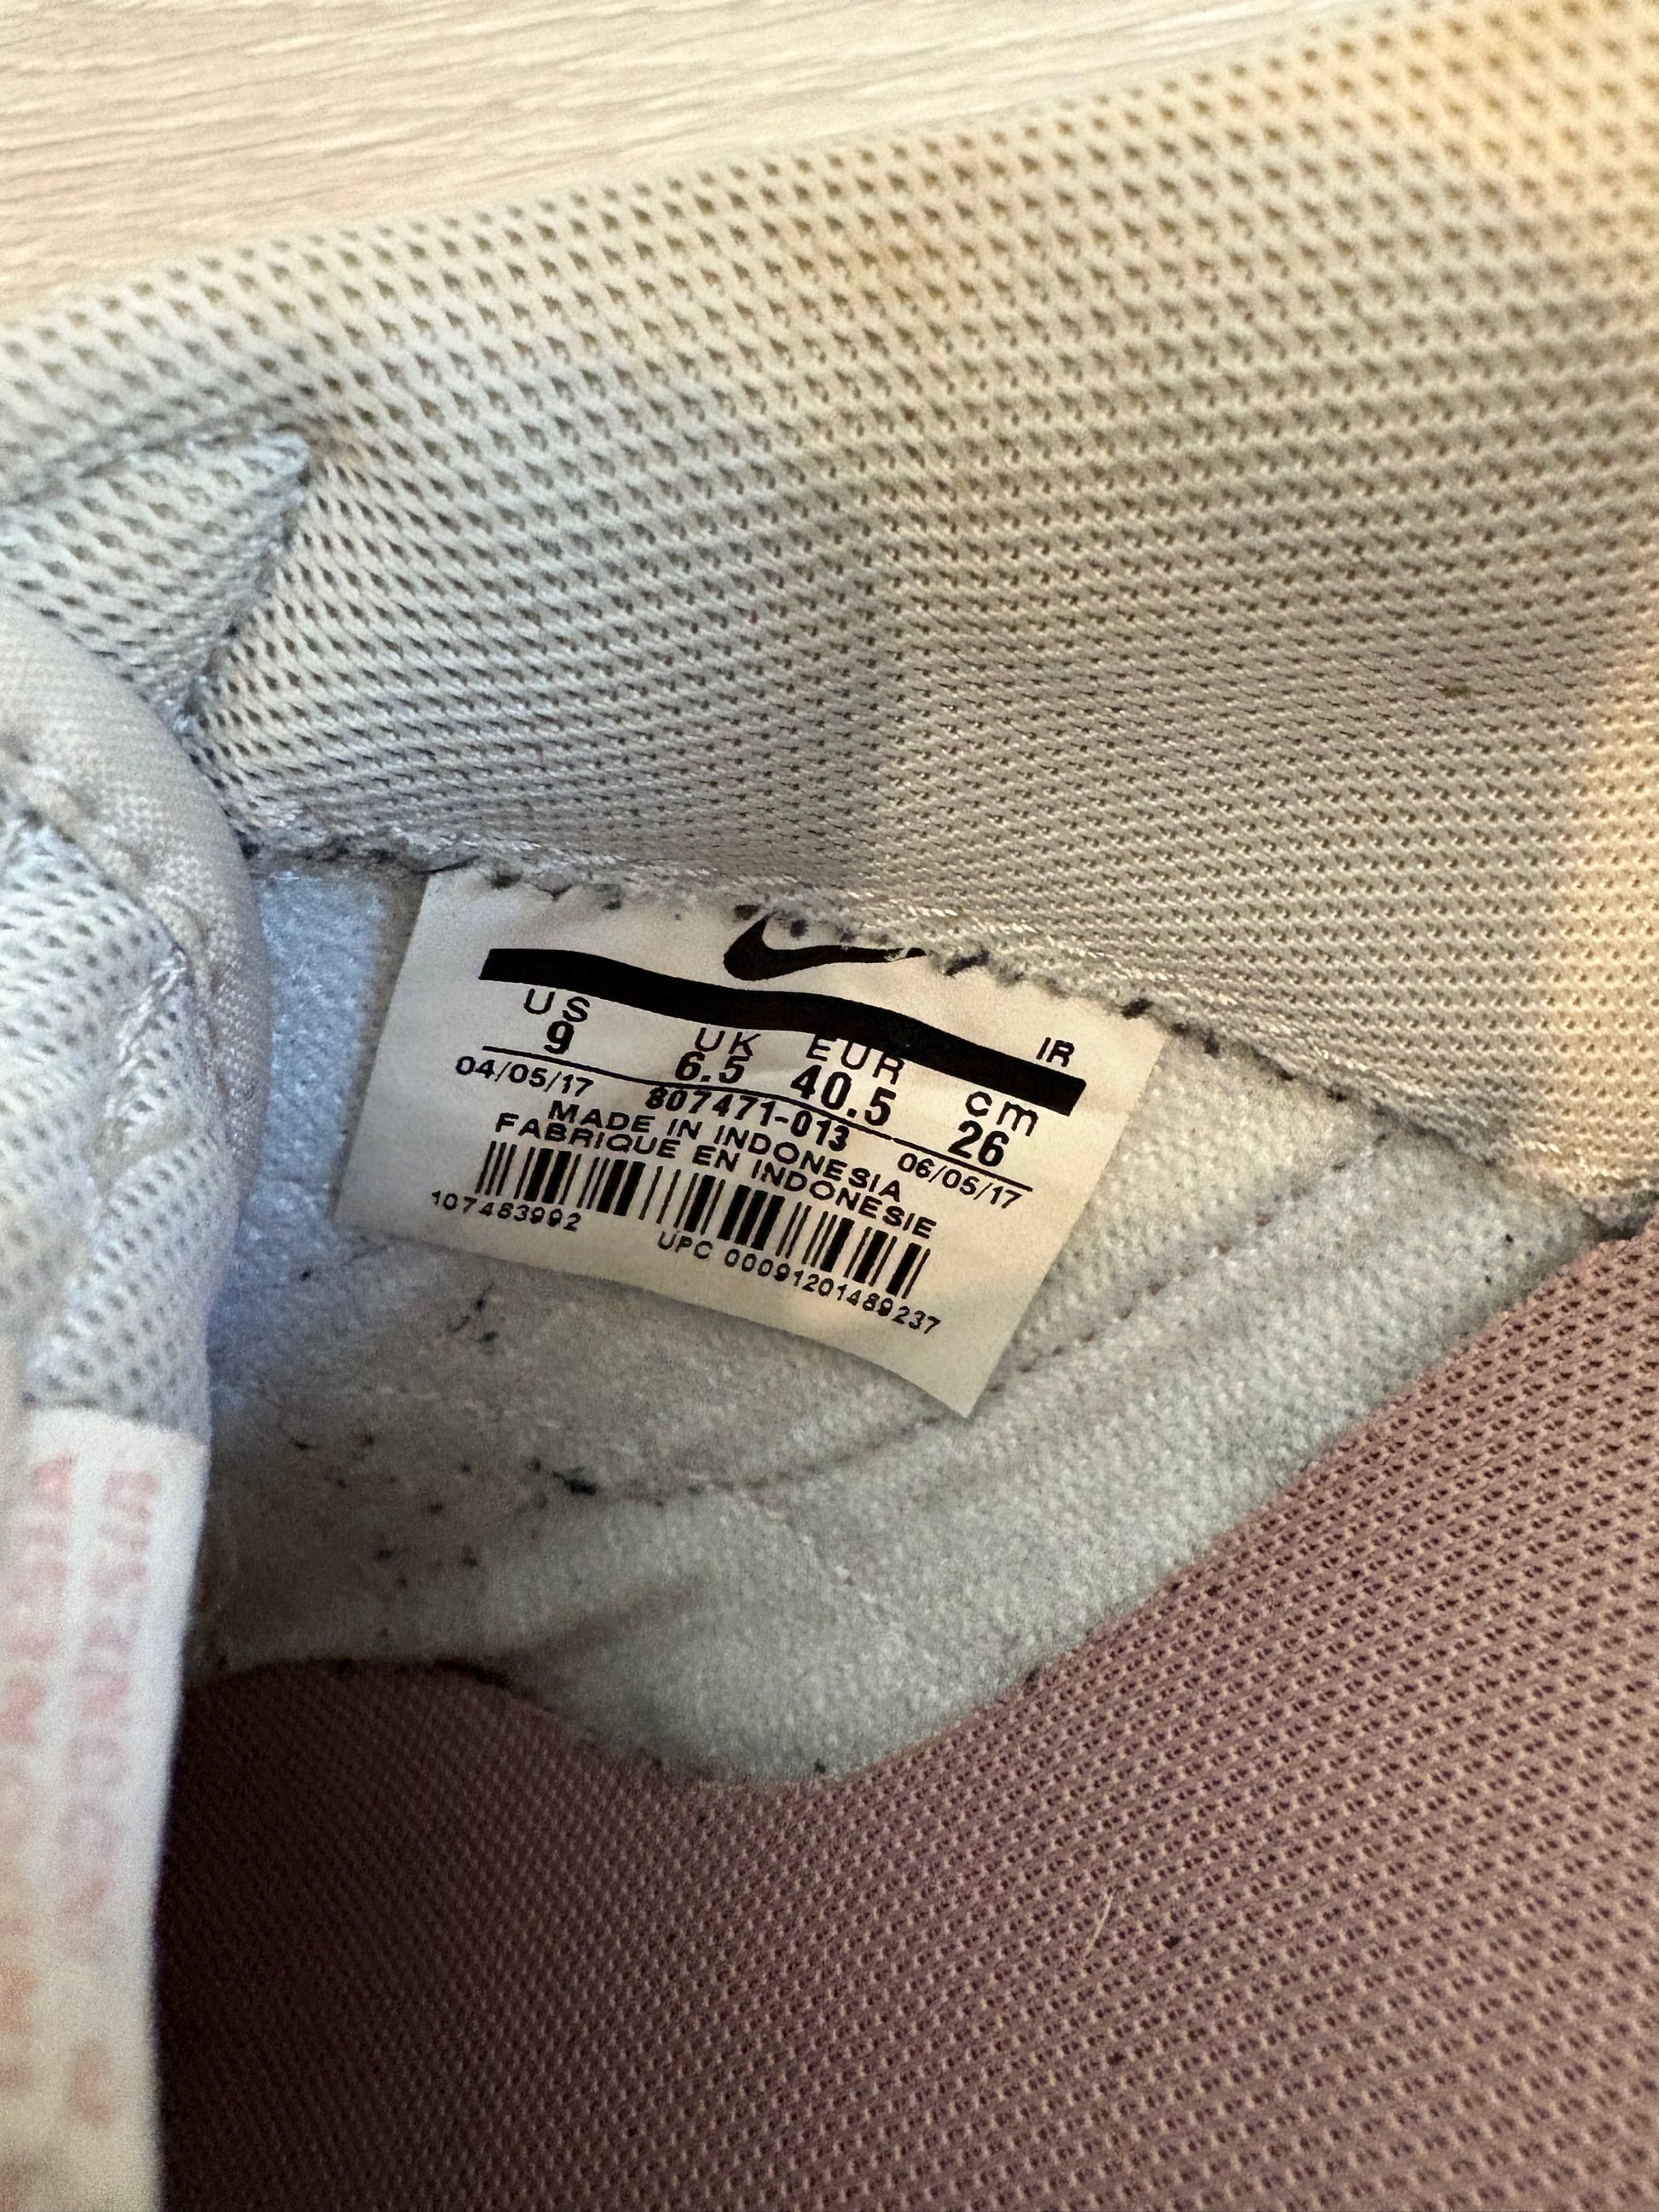 IR
US UK EUR cm
9 6.5 40.5 26
04/05/17 807471-013 06/05/17
MADE IN INDONESIA
FABRIQUE EN INDONESIE
107483992 UPC 00091201489237